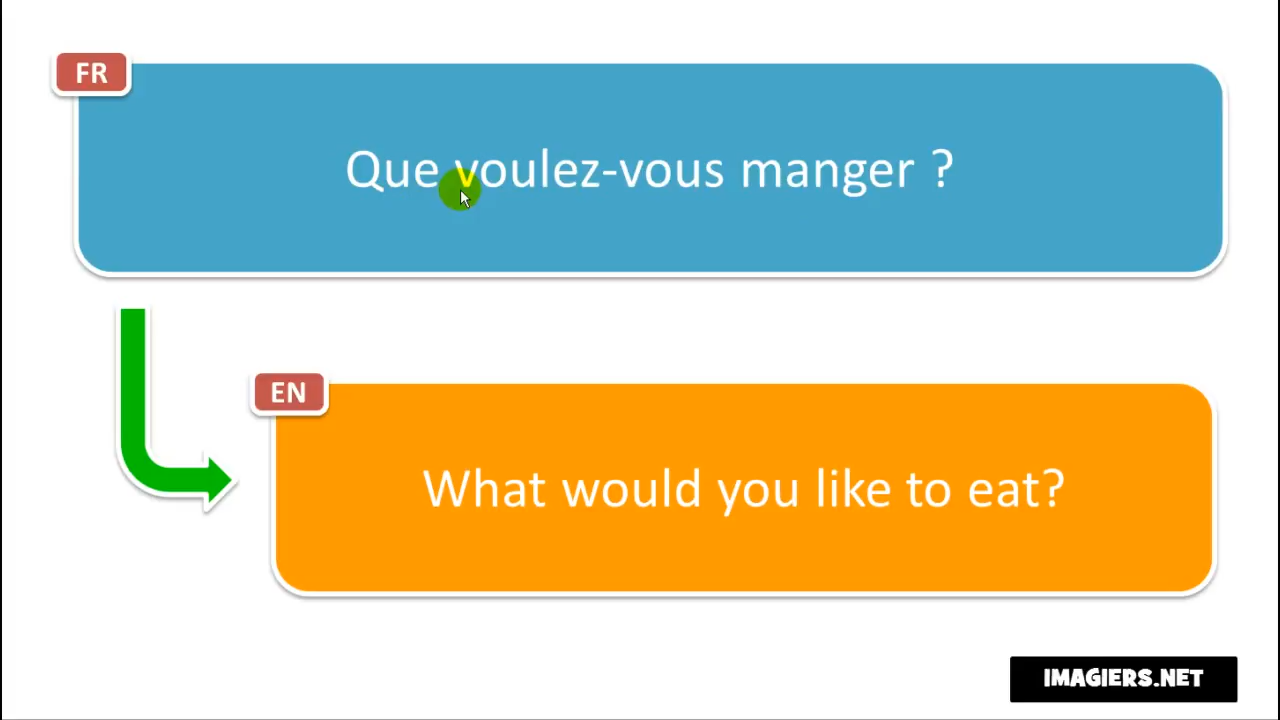 FR
Que voulez-vous manger ?
EN
What would you like to eat?
IMAGIERS.NET